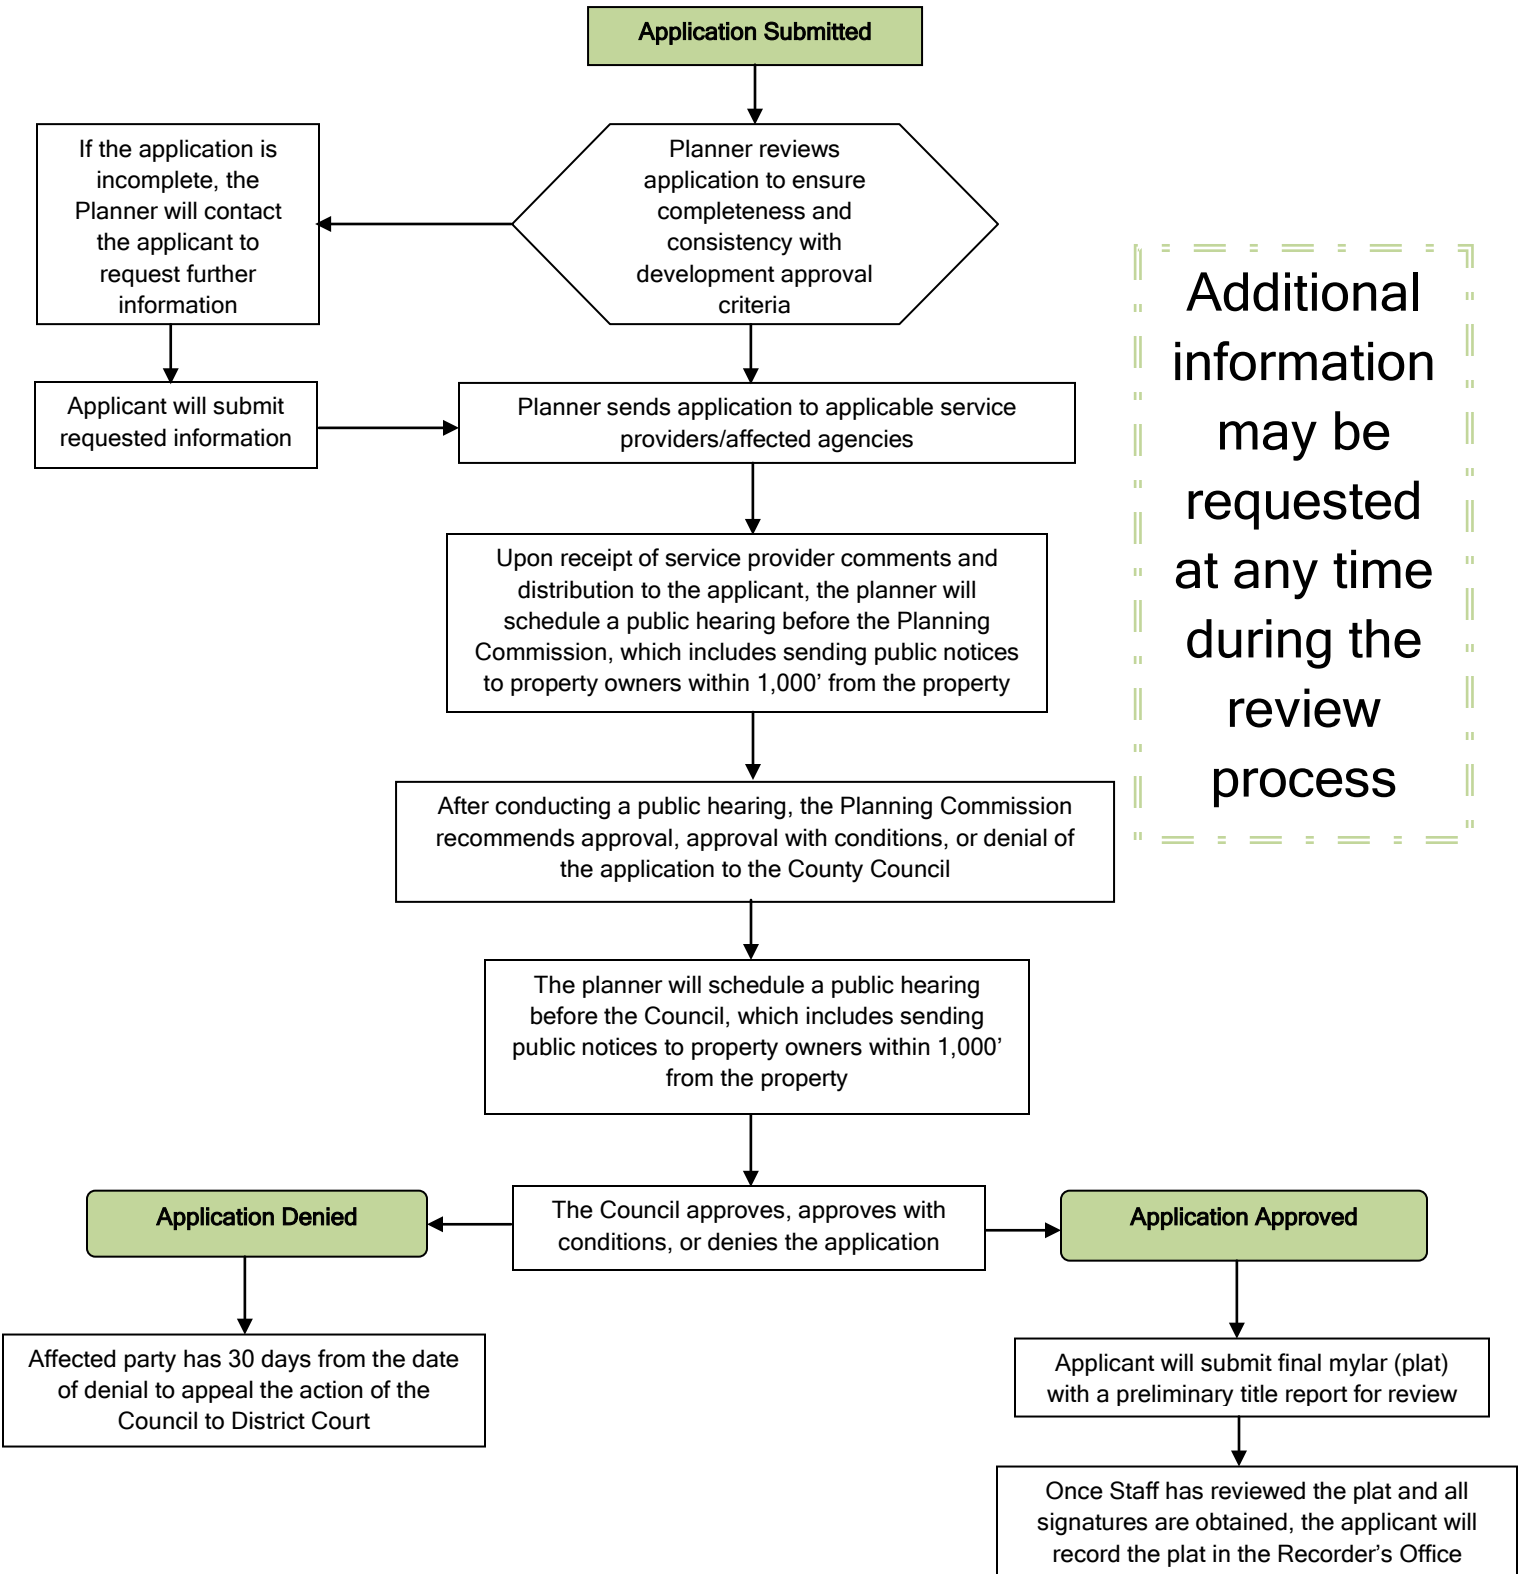 Application Submitted
If the application is
incomplete, the
Planner will contact
the applicant to
request further
information
Planner reviews
application to ensure
completeness and
consistency with
development approval
criteria
Additional
information
may be
requested
at any time
during the
review
process
Applicant will submit
requested information
Planner sends application to applicable service
providers/affected agencies
Upon receipt of service provider comments and
distribution to the applicant, the planner will
schedule a public hearing before the Planning
Commission, which includes sending public notices
to property owners within 1,000’ from the property
After conducting a public hearing, the Planning Commission
recommends approval, approval with conditions, or denial of
the application to the County Council
The planner will schedule a public hearing
before the Council, which includes sending
public notices to property owners within 1,000’
from the property
Application Denied
The Council approves, approves with
conditions, or denies the application
Application Approved
Affected party has 30 days from the date
of denial to appeal the action of the
Council to District Court
Applicant will submit final mylar (plat)
with a preliminary title report for review
Once Staff has reviewed the plat and all
signatures are obtained, the applicant will
record the plat in the Recorder’s Office